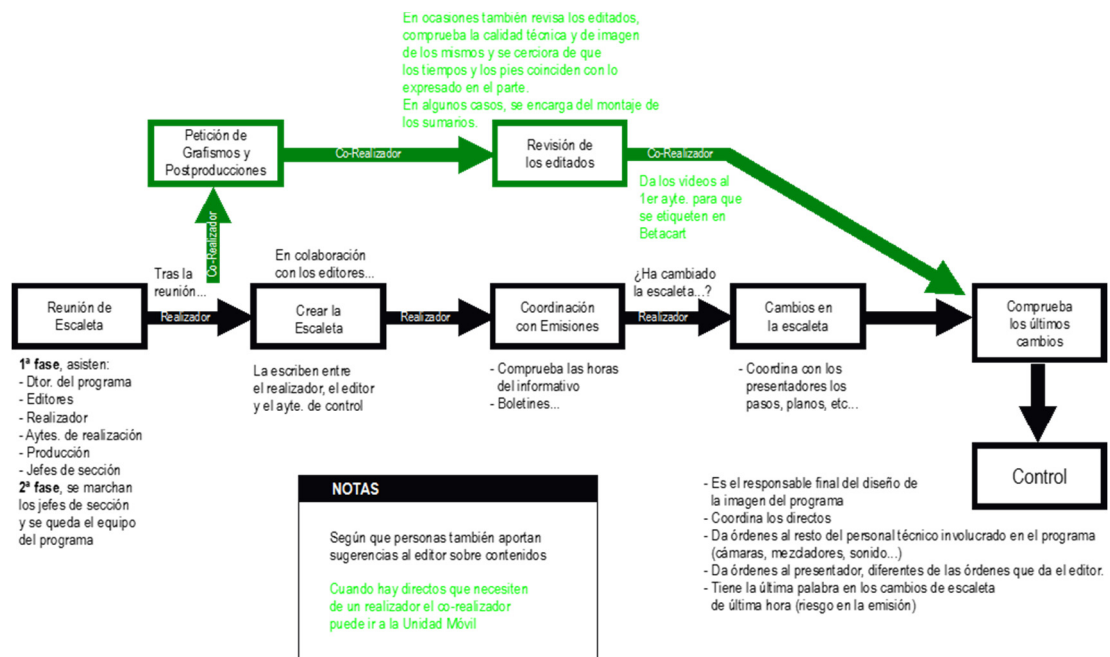 En ocasiones también revisa los editados,
comprueba la calidad técnica y de imagen
de los mismos y se cerciora de que
los tiempos y los pies coinciden con lo
expresado en el parte.
En algunos casos, se encarga del montaje de
los sumarios.
Petición de
Grafismos y
Postproducciones
Co-Realizador
Revisión de
los editados
Co-Realizador
Da los vídeos al
1er ayte. para que
se etiqueten en
Betacart
Co-Realizador
Tras la
reunión...
En colaboración
con los editores...
¿Ha cambiado
la escaleta...?
Reunión de
Escaleta
Realizador
Crear la
Escaleta
Realizador
Coordinación
con Emisiones
Realizador
Cambios en
la escaleta
Comprueba
los últimos
cambios
1ª fase, asisten:
- Dtor. del programa
- Editores
- Realizador
- Aytes. de realización
- Producción
- Jefes de sección
2ª fase, se marchan
los jefes de sección
y se queda el equipo
del programa
La escriben entre
el realizador, el editor
y el ayte. de control
- Comprueba las horas
del informativo
- Boletines...
- Coordina con los
presentadores los
pasos, planos, etc...
Control
- Es el responsable final del diseño de
la imagen del programa
- Coordina los directos
- Da órdenes al resto del personal técnico involucrado en el programa
(cámaras, mezcladores, sonido...)
- Da órdenes al presentador, diferentes de las órdenes que da el editor.
- Tiene la última palabra en los cambios de escaleta
de última hora (riesgo en la emisión)
NOTAS
Según que personas también aportan
sugerencias al editor sobre contenidos
Cuando hay directos que necesiten
de un realizador el co-realizador
puede ir a la Unidad Móvil